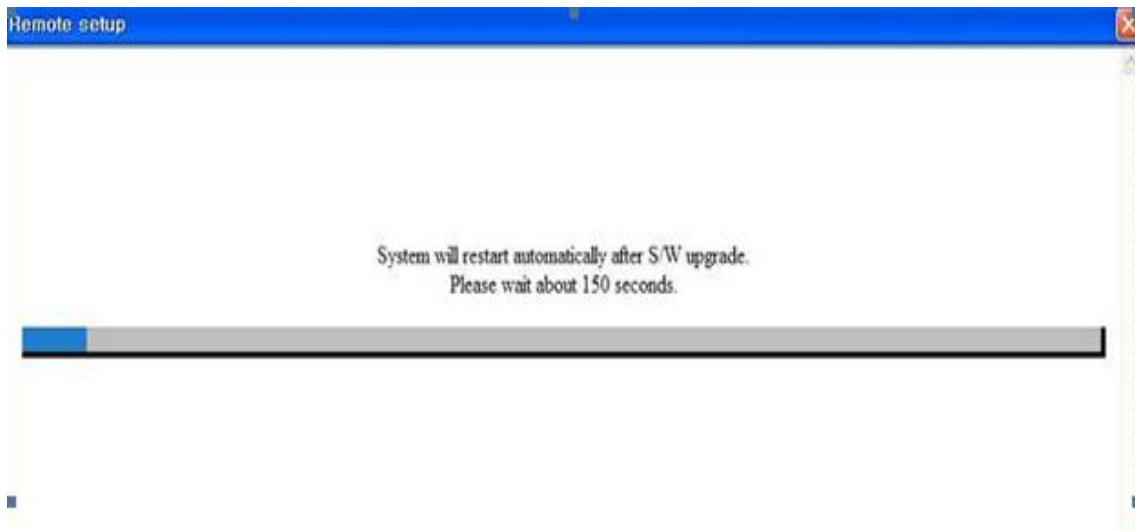 Remote setup
System will restart automatically after S/W upgrade.
Please wait about 150 seconds.